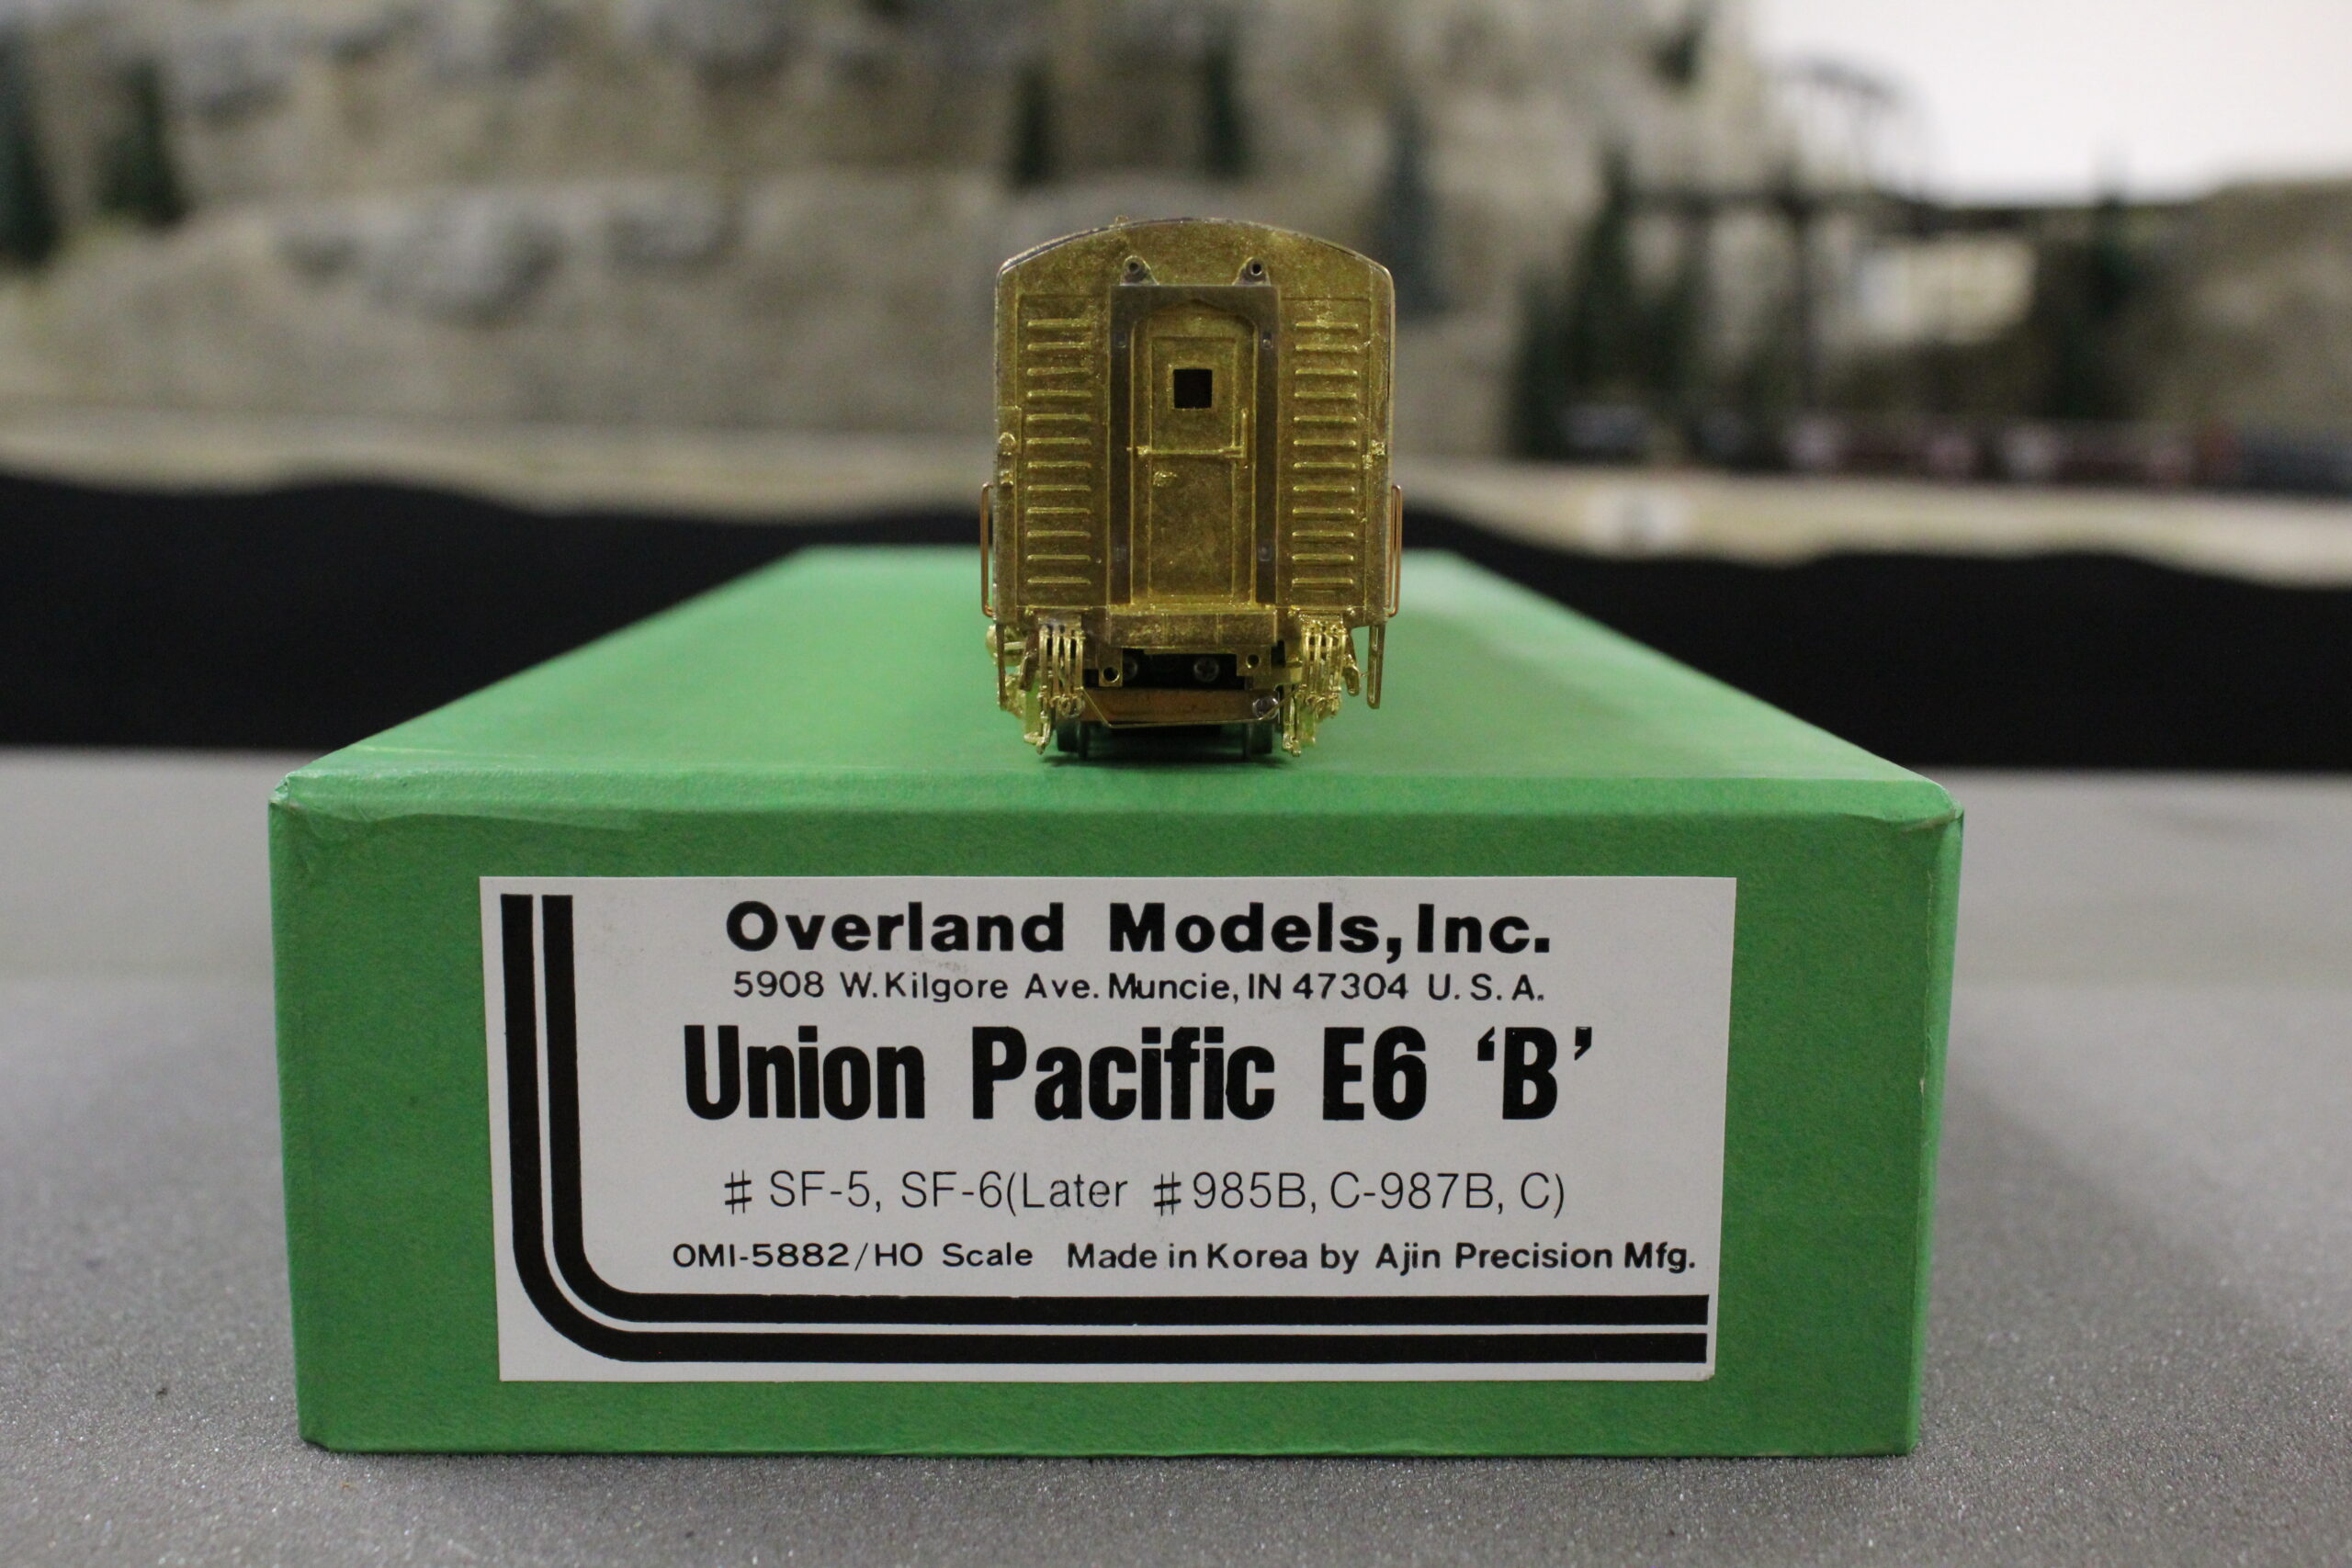 Overland Models, Inc.
5908 W. Kilgore Ave. Muncie, IN 47304 U.S.A.
Union Pacific E6 ‘B’
# SF-5, SF-6(Later #985B, C-987B, C)
OMI-5882/HO Scale Made in Korea by Ajin Precision Mfg.